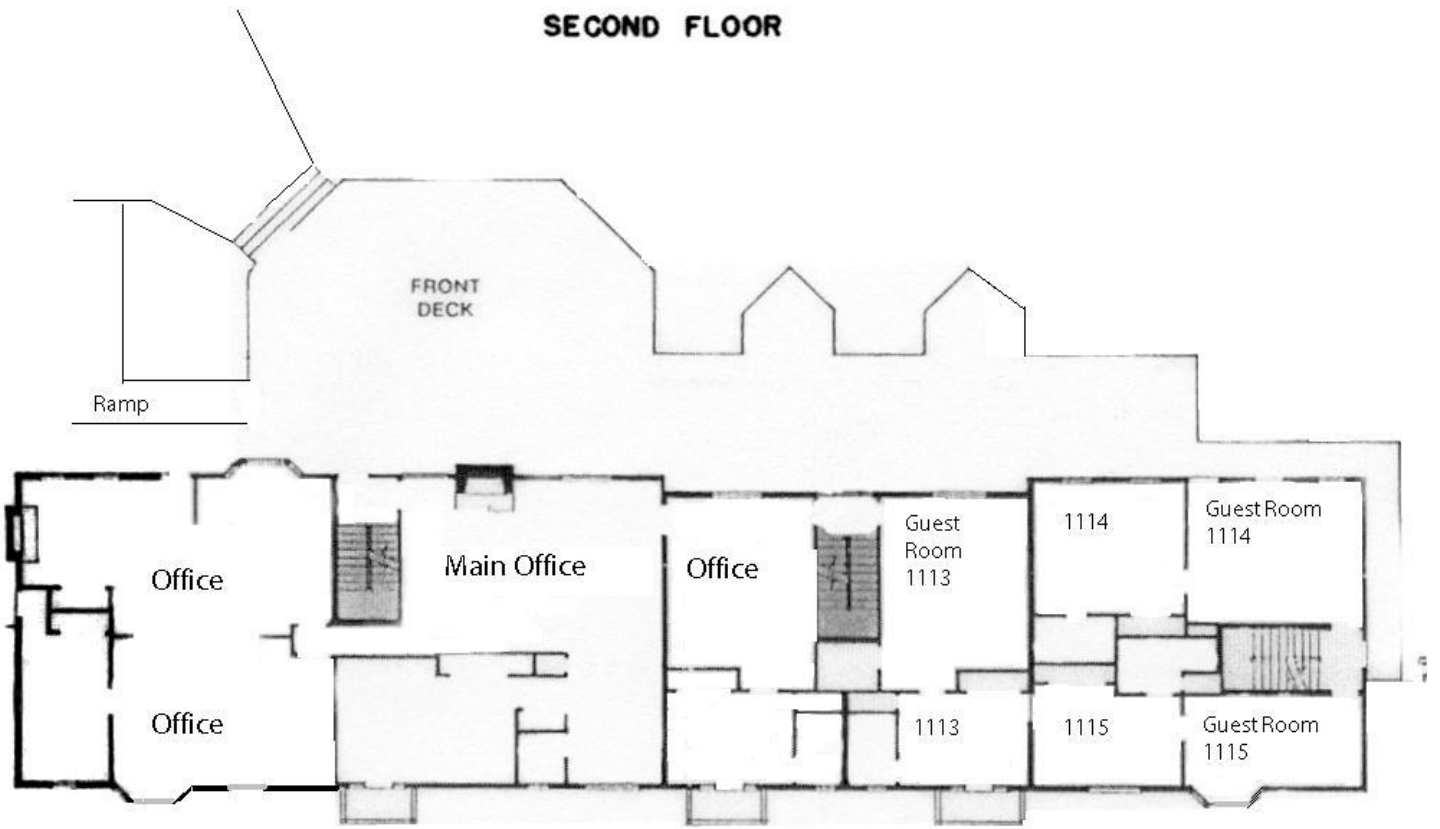 SECOND FLOOR
FRONT
DECK
Ramp
Office
Main Office
Office
Guest
Room
1113
1114
Guest Room
1114
Office
1113
1115
Guest Room
1115